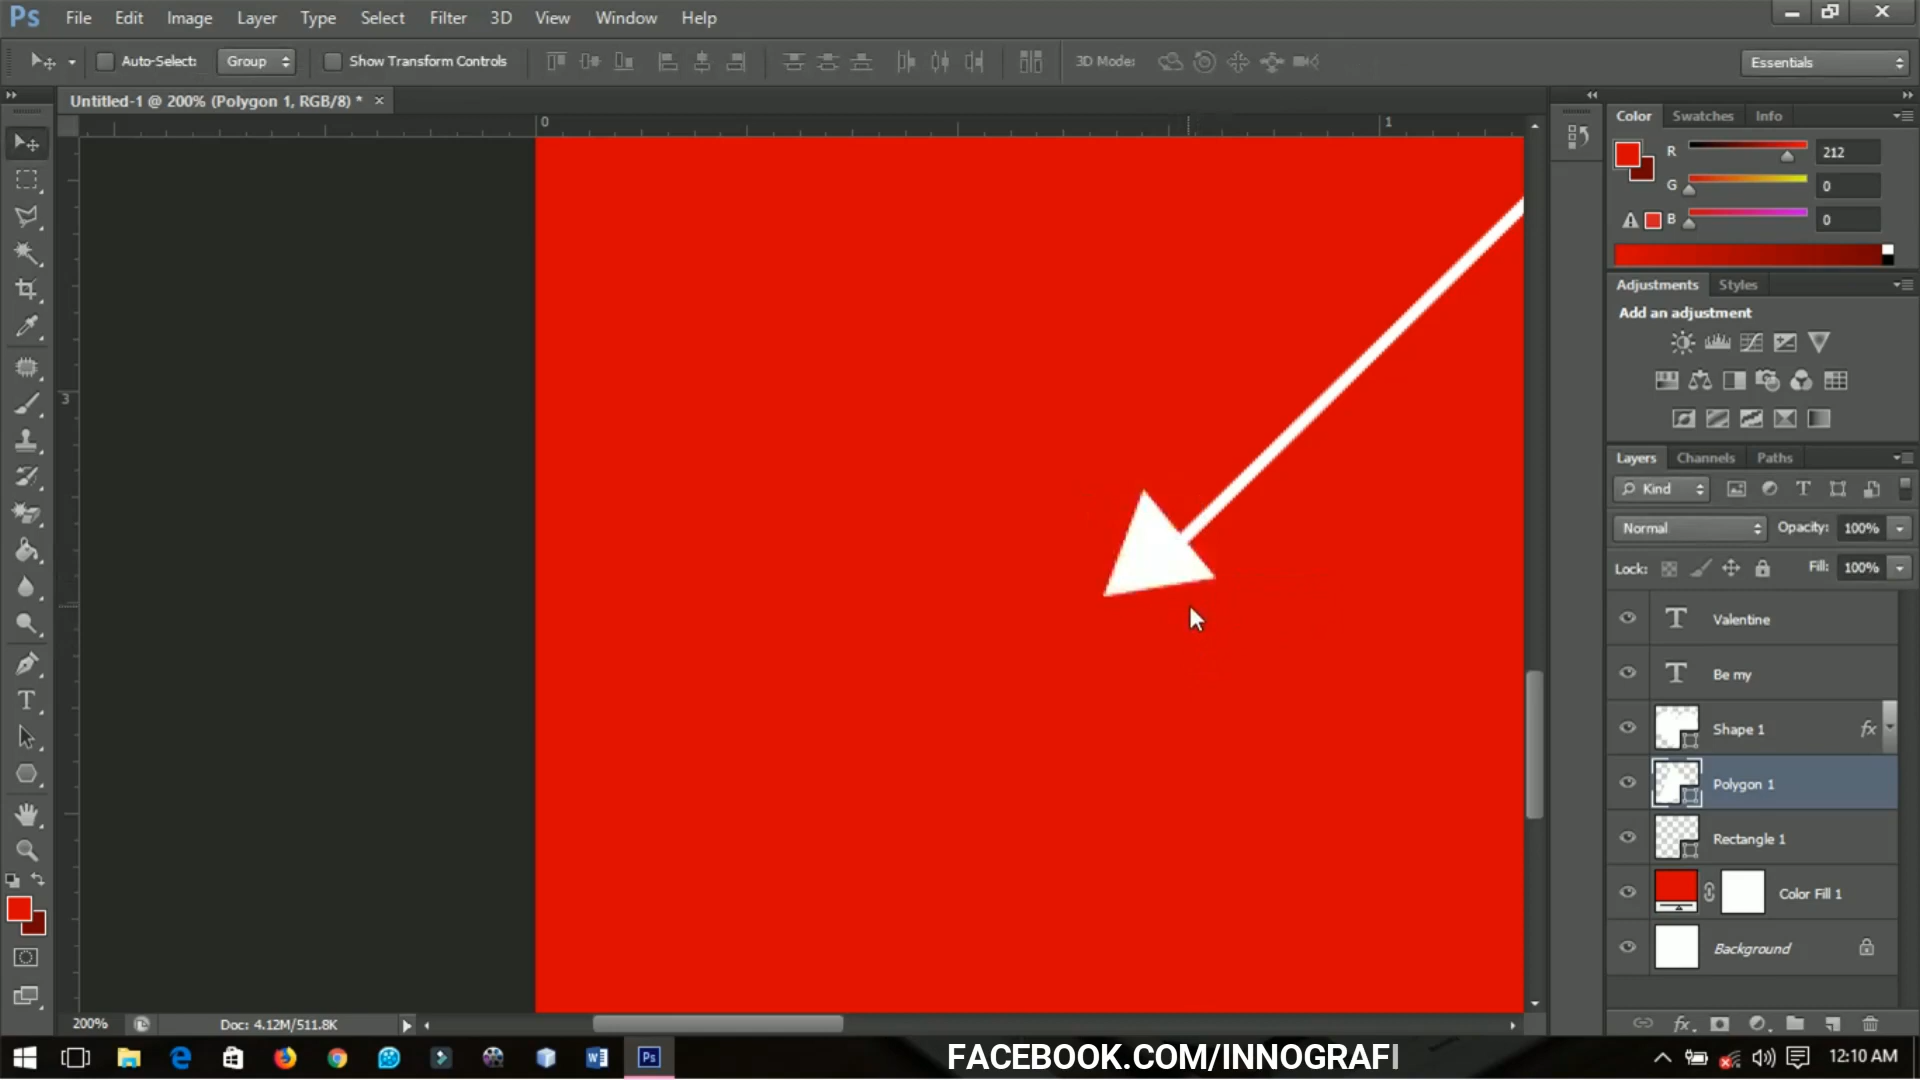 Ps File Edit Image Layer Type Select Filter 3D View Window Help
Auto-Select: Group Show Transform Controls 3D Mode: Essentials
Untitled-1 @ 200% (Polygon 1, RGB/8) * ×
0 1
3
Color Swatches Info
R 212
G 0
B 0
Adjustments Styles
Add an adjustment
Layers Channels Paths
Kind
Normal Opacity: 100%
Lock: Fill: 100%
T Valentine
T Be my
Shape 1 fx
Polygon 1
Rectangle 1
Color Fill 1
Background
200% Doc: 4.12M/511.8K
fx
Ps FACEBOOK.COM/INNOGRAFI 12:10 AM